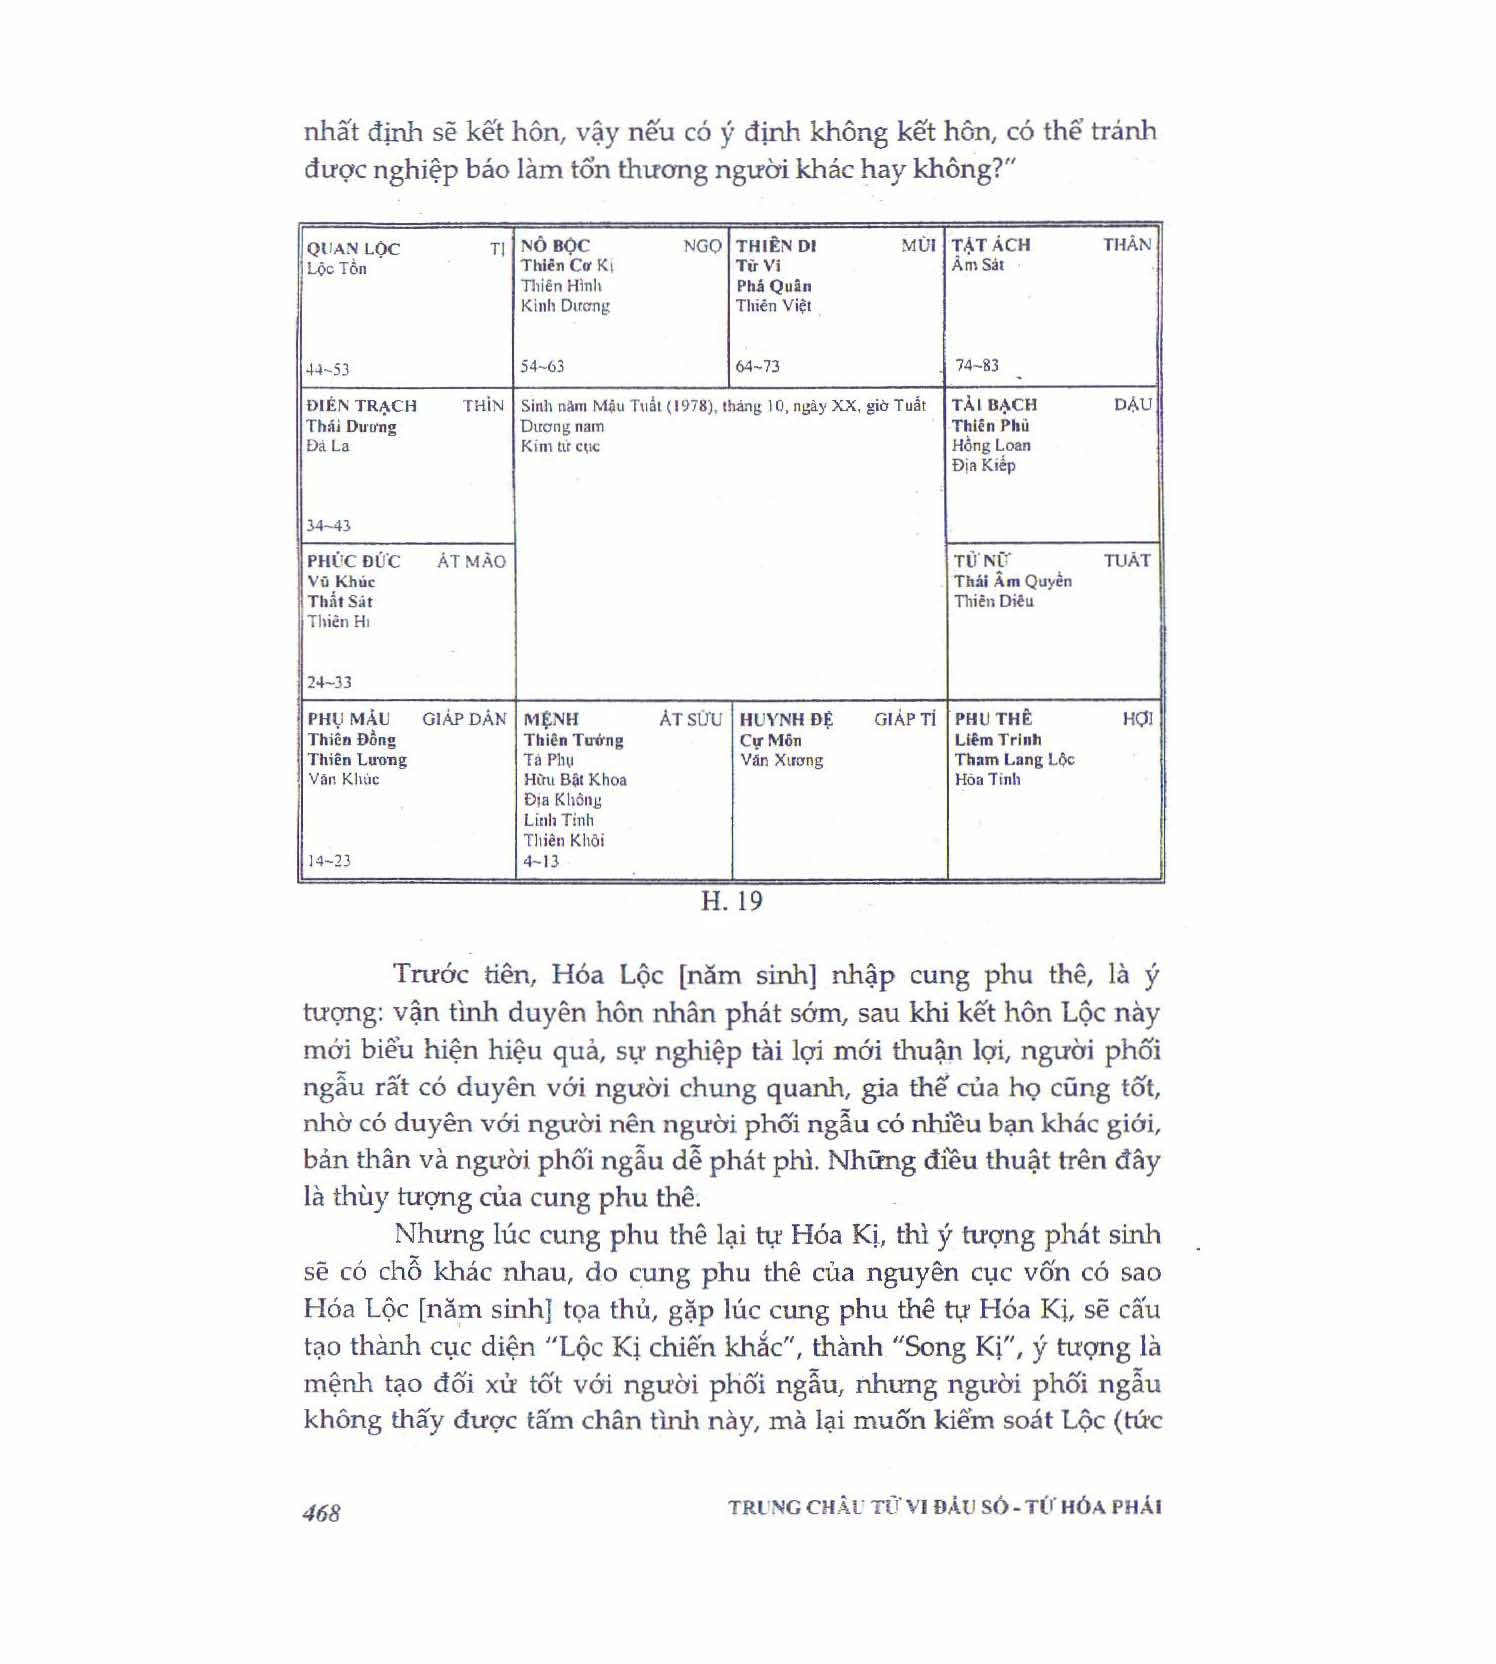 nhất định sẽ kết hôn, vậy nếu có ý định không kết hôn, có thể tránh
được nghiệp báo làm tổn thương người khác hay không?"
QUAN LỘC TỊ
Lộc Tồn
44~53
NÔ BỘC NGỌ
Thiên Cơ Kị
Thiên Hình
Kình Dương
54~63
THIÊN DI MÙI
Tử Vi
Phá Quân
Thiên Việt
64~73
TẬT ÁCH THÂN
Âm Sát
74~83
ĐIỀN TRẠCH THÌN
Thái Dương
Đà La
34~43
Sinh năm Mậu Tuất (1978), tháng 10, ngày XX, giờ Tuất
Dương nam
Kim tứ cục
TÀI BẠCH DẬU
Thiên Phủ
Hồng Loan
Địa Kiếp
PHÚC ĐỨC ẤT MÃO
Vũ Khúc
Thất Sát
Thiên Hỉ
24~33
TỬ NỮ TUẤT
Thái Âm Quyền
Thiên Diêu
PHỤ MẪU GIÁP DẦN
Thiên Đồng
Thiên Lương
Văn Khúc
14~23
MỆNH ẤT SỬU
Thiên Tướng
Tả Phụ
Hữu Bật Khoa
Địa Không
Linh Tinh
Thiên Khôi
4~13
HUYNH ĐỆ GIÁP TÍ
Cự Môn
Văn Xương
PHU THÊ HỢI
Liêm Trinh
Tham Lang Lộc
Hỏa Tinh
H. 19
Trước tiên, Hóa Lộc [năm sinh] nhập cung phu thê, là ý
tượng: vận tình duyên hôn nhân phát sớm, sau khi kết hôn Lộc này
mới biểu hiện hiệu quả, sự nghiệp tài lợi mới thuận lợi, người phối
ngẫu rất có duyên với người chung quanh, gia thế của họ cũng tốt,
nhờ có duyên với người nên người phối ngẫu có nhiều bạn khác giới,
bản thân và người phối ngẫu dễ phát phì. Những điều thuật trên đây
là thùy tượng của cung phu thê.
Nhưng lúc cung phu thê lại tự Hóa Kị, thì ý tượng phát sinh
sẽ có chỗ khác nhau, do cung phu thê của nguyên cục vốn có sao
Hóa Lộc [năm sinh] tọa thủ, gặp lúc cung phu thê tự Hóa Kị, sẽ cấu
tạo thành cục diện "Lộc Kị chiến khắc", thành "Song Kị", ý tượng là
mệnh tạo đối xử tốt với người phối ngẫu, nhưng người phối ngẫu
không thấy được tấm chân tình này, mà lại muốn kiểm soát Lộc (tức
468 TRUNG CHÂU TỬ VI ĐẨU SỐ - TỨ HÓA PHÁI